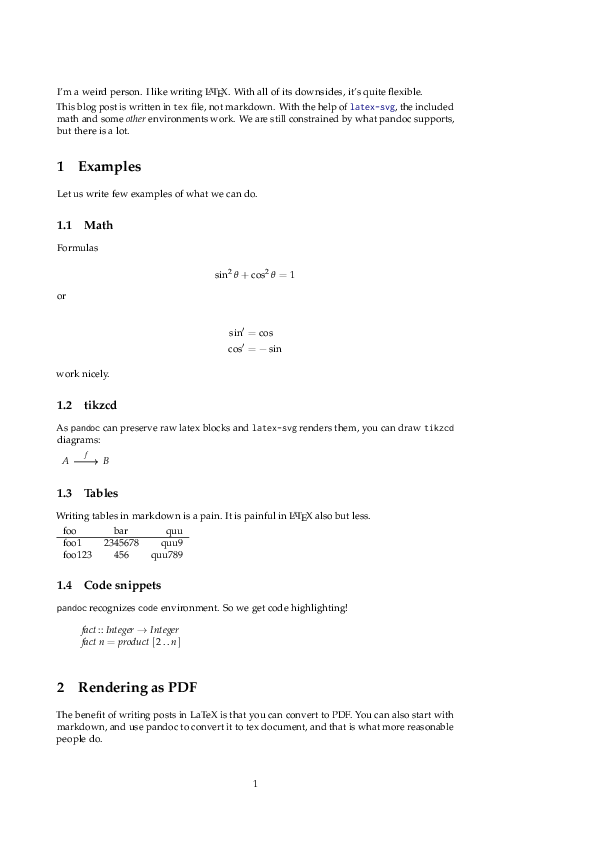 I'm a weird person. I like writing LaTeX. With all of its downsides, it's quite flexible.
This blog post is written in tex file, not markdown. With the help of latex-svg, the included
math and some other environments work. We are still constrained by what pandoc supports,
but there is a lot.
1 Examples
Let us write few examples of what we can do.
1.1 Math
Formulas
sin² θ + cos² θ = 1
or
sin′ = cos
cos′ = − sin
work nicely.
1.2 tikzcd
As pandoc can preserve raw latex blocks and latex-svg renders them, you can draw tikzcd
diagrams:
A ⟶ B
f
1.3 Tables
Writing tables in markdown is a pain. It is painful in LaTeX also but less.
foo bar quu
foo1 2345678 quu9
foo123 456 quu789
1.4 Code snippets
pandoc recognizes code environment. So we get code highlighting!
fact :: Integer → Integer
fact n = product [2 . . n]
2 Rendering as PDF
The benefit of writing posts in LaTeX is that you can convert to PDF. You can also start with
markdown, and use pandoc to convert it to tex document, and that is what more reasonable
people do.
1